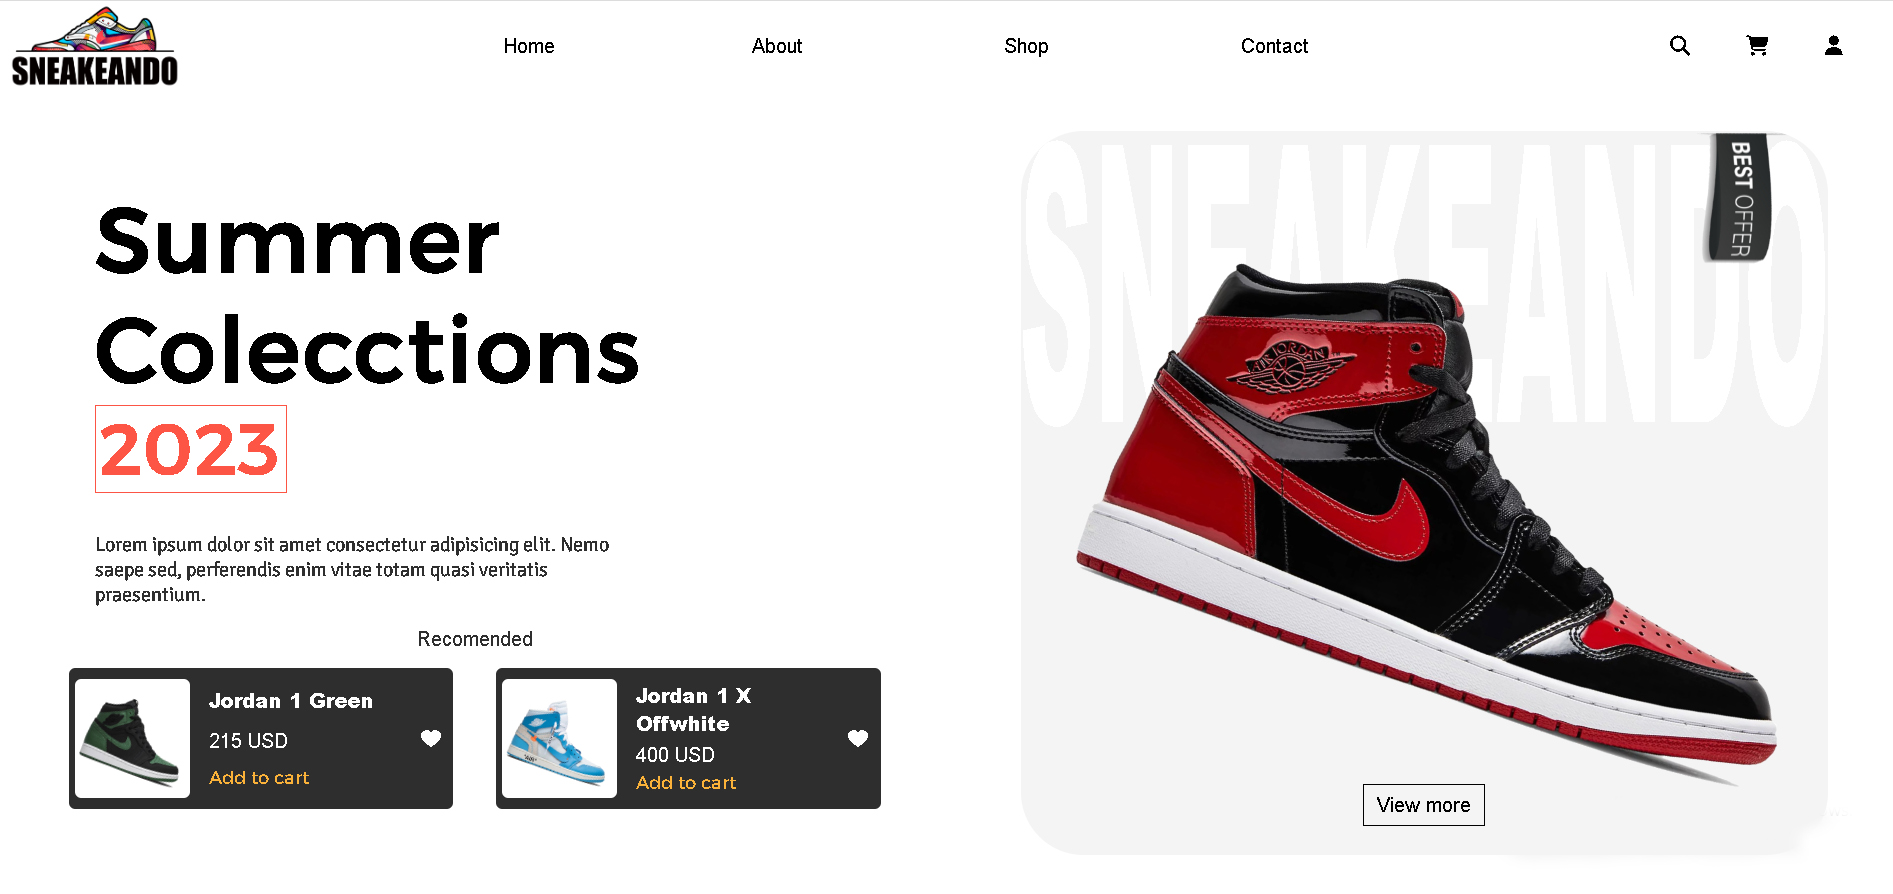 SNEAKEANDO
Home
About
Shop
Contact
Summer
Colecctions
2023
Lorem ipsum dolor sit amet consectetur adipisicing elit. Nemo
saepe sed, perferendis enim vitae totam quasi veritatis
praesentium.
Recomended
Jordan 1 Green
215 USD
Add to cart
Jordan 1 X
Offwhite
400 USD
Add to cart
SNEAKEANDO
BEST OFFER
AIR JORDAN
View more